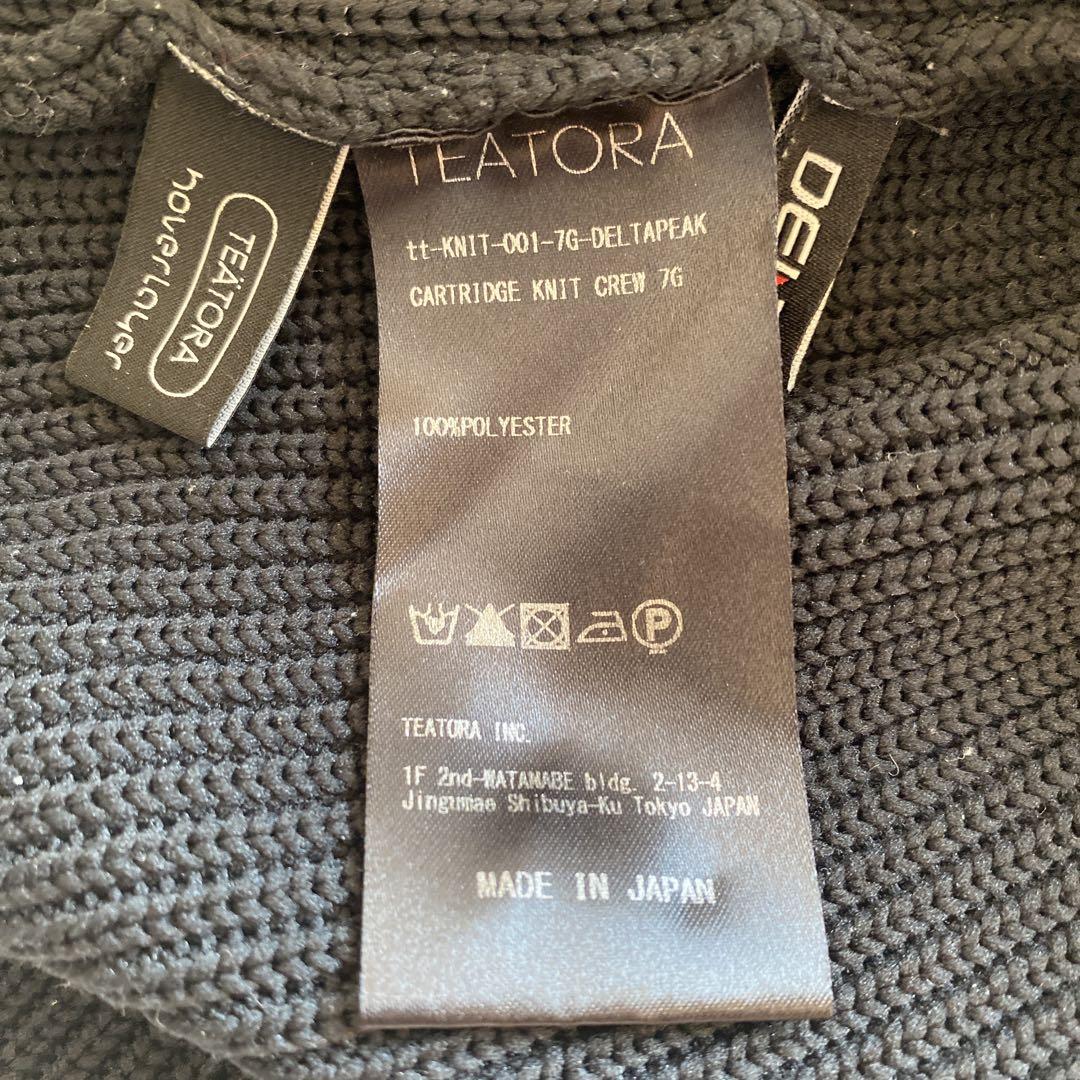 TEATORA
hoverlayer
TEATORA
tt-KNIT-001-7G-DELTAPEAK
CARTRIDGE KNIT CREW 7G
100%POLYESTER
P
TEATORA INC.
1F 2nd-WATANABE bldg. 2-13-4
Jingumae Shibuya-Ku Tokyo JAPAN
MADE IN JAPAN